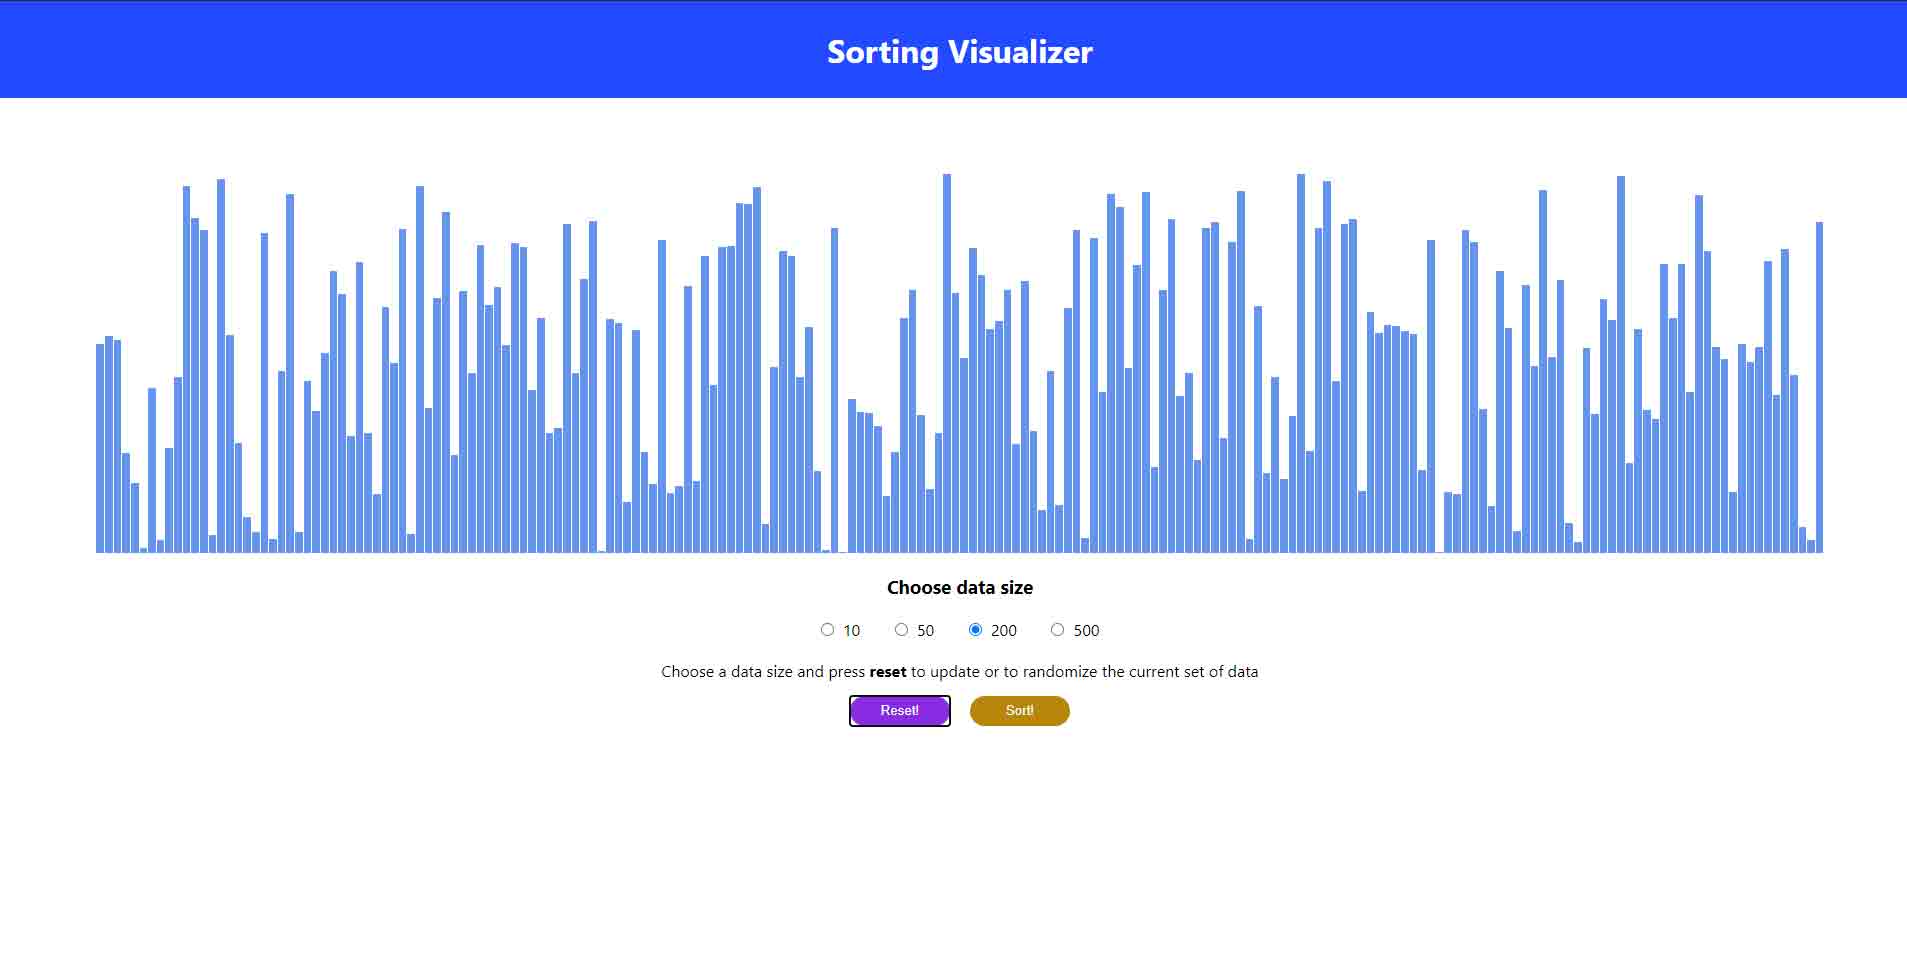 Sorting Visualizer
Choose data size
10 50 200 500
Choose a data size and press reset to update or to randomize the current set of data
Reset! Sort!